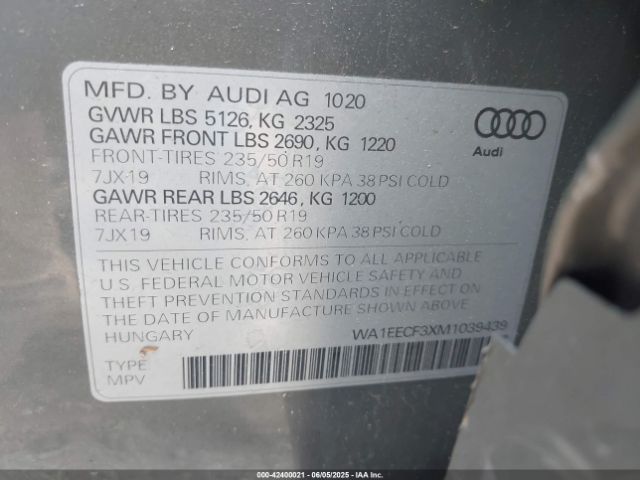 MFD. BY AUDI AG 1020
GVWR LBS 5126, KG 2325
GAWR FRONT LBS 2690, KG 1220
FRONT-TIRES 235/50 R19
7JX19 RIMS, AT 260 KPA 38 PSI COLD
GAWR REAR LBS 2646, KG 1200
REAR-TIRES 235/50 R19
7JX19 RIMS, AT 260 KPA 38 PSI COLD
Audi
THIS VEHICLE CONFORMS TO ALL APPLICABLE
U.S. FEDERAL MOTOR VEHICLE SAFETY AND
THEFT PREVENTION STANDARDS IN EFFECT ON
THE DATE OF MANUFACTURE SHOWN ABOVE
HUNGARY WA1EECF3XM1039439
TYPE:
MPV
000-42400021 | 06/05/2025 | IAAI.COM